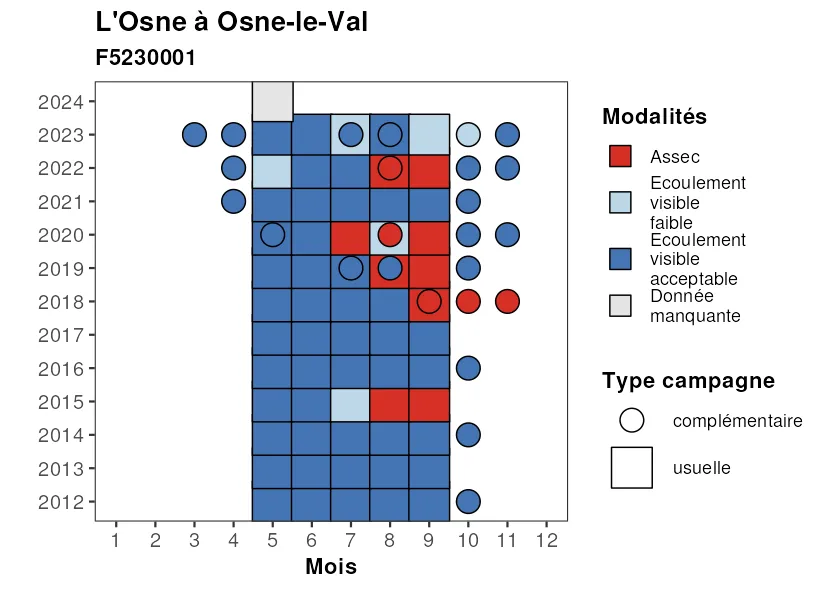 L'Osne à Osne-le-Val
F5230001
2024
2023
2022
2021
2020
2019
2018
2017
2016
2015
2014
2013
2012
1 2 3 4 5 6 7 8 9 10 11 12
Mois
Modalités
Assec
Ecoulement
visible
faible
Ecoulement
visible
acceptable
Donnée
manquante
Type campagne
complémentaire
usuelle